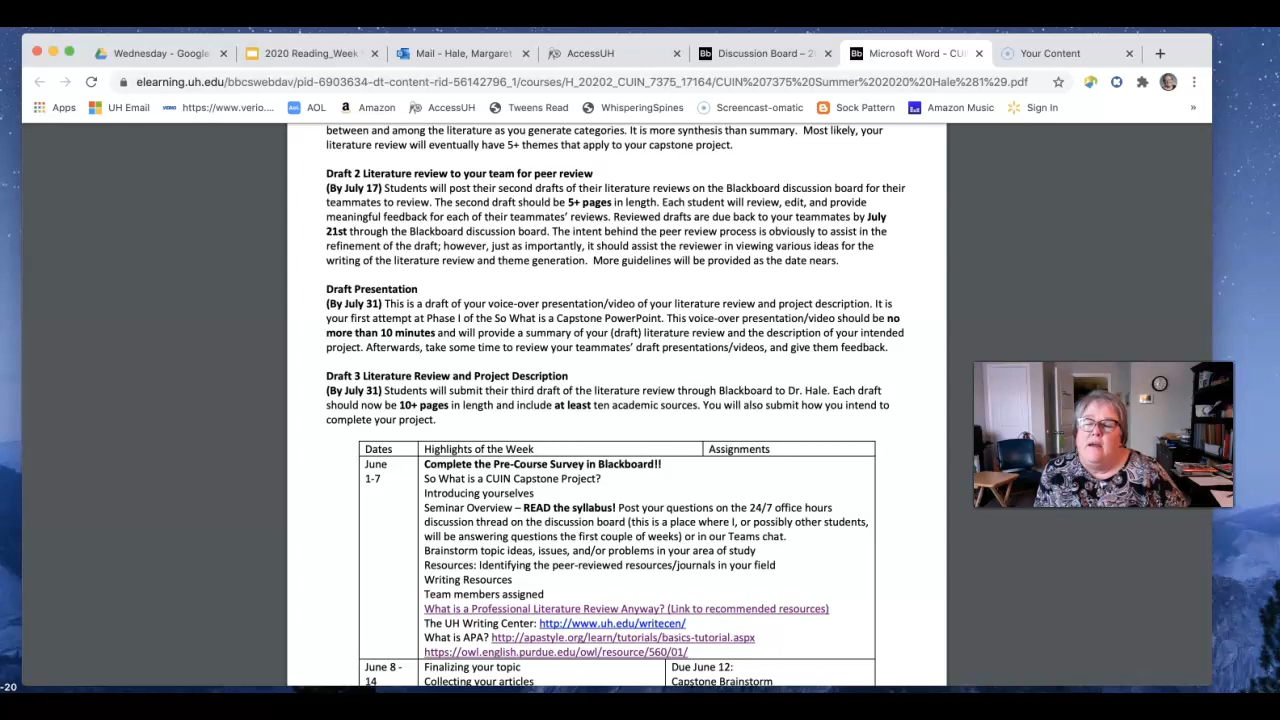 Wednesday - Google
2020 Reading_Week
Mail - Hale, Margaret
AccessUH
Discussion Board – 2
Microsoft Word - CUI
Your Content
elearning.uh.edu/bbcswebdav/pid-6903634-dt-content-rid-56142796_1/courses/H_20202_CUIN_7375_17164/CUIN%207375%20Summer%202020%20Hale%281%29.pdf
Apps
UH Email
https://www.verio....
AOL
Amazon
AccessUH
Tweens Read
WhisperingSpines
Screencast-omatic
Sock Pattern
Amazon Music
Sign In
between and among the literature as you generate categories. It is more synthesis than summary. Most likely, your
literature review will eventually have 5+ themes that apply to your capstone project.
Draft 2 Literature review to your team for peer review
(By July 17) Students will post their second drafts of their literature reviews on the Blackboard discussion board for their
teammates to review. The second draft should be 5+ pages in length. Each student will review, edit, and provide
meaningful feedback for each of their teammates' reviews. Reviewed drafts are due back to your teammates by July
21st through the Blackboard discussion board. The intent behind the peer review process is obviously to assist in the
refinement of the draft; however, just as importantly, it should assist the reviewer in viewing various ideas for the
writing of the literature review and theme generation. More guidelines will be provided as the date nears.
Draft Presentation
(By July 31) This is a draft of your voice-over presentation/video of your literature review and project description. It is
your first attempt at Phase I of the So What is a Capstone PowerPoint. This voice-over presentation/video should be no
more than 10 minutes and will provide a summary of your (draft) literature review and the description of your intended
project. Afterwards, take some time to review your teammates' draft presentations/videos, and give them feedback.
Draft 3 Literature Review and Project Description
(By July 31) Students will submit their third draft of the literature review through Blackboard to Dr. Hale. Each draft
should now be 10+ pages in length and include at least ten academic sources. You will also submit how you intend to
complete your project.
Dates Highlights of the Week Assignments
June
1-7
Complete the Pre-Course Survey in Blackboard!!
So What is a CUIN Capstone Project?
Introducing yourselves
Seminar Overview – READ the syllabus! Post your questions on the 24/7 office hours
discussion thread on the discussion board (this is a place where I, or possibly other students,
will be answering questions the first couple of weeks) or in our Teams chat.
Brainstorm topic ideas, issues, and/or problems in your area of study
Resources: Identifying the peer-reviewed resources/journals in your field
Writing Resources
Team members assigned
What is a Professional Literature Review Anyway? (Link to recommended resources)
The UH Writing Center: http://www.uh.edu/writecen/
What is APA? http://apastyle.org/learn/tutorials/basics-tutorial.aspx
https://owl.english.purdue.edu/owl/resource/560/01/
June 8 -
14
Finalizing your topic
Collecting your articles
Due June 12:
Capstone Brainstorm
-20